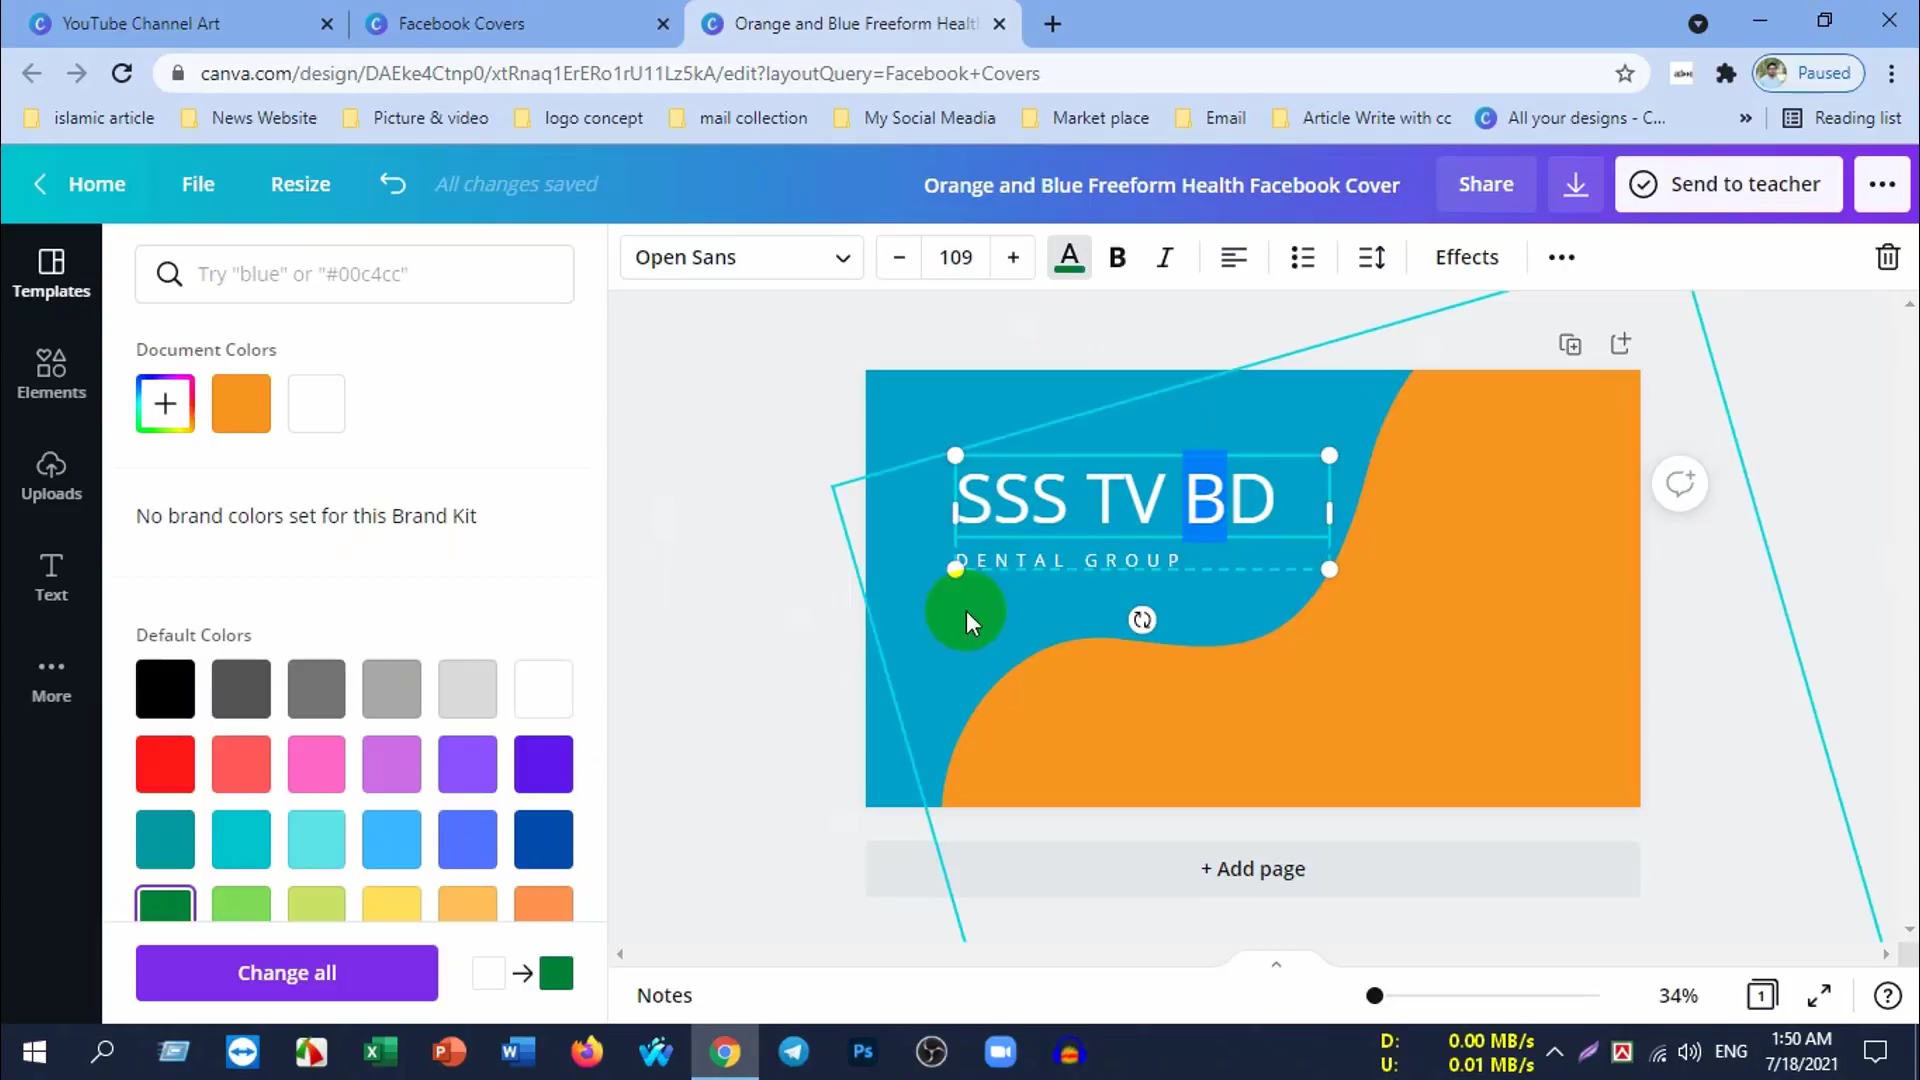 YouTube Channel Art
Facebook Covers
Orange and Blue Freeform Healt
canva.com/design/DAEke4Ctnp0/xtRnaq1ErERo1rU11Lz5kA/edit?layoutQuery=Facebook+Covers
Paused
islamic article
News Website
Picture & video
logo concept
mail collection
My Social Meadia
Market place
Email
Article Write with cc
All your designs - C...
»
Reading list
Home
File
Resize
All changes saved
Orange and Blue Freeform Health Facebook Cover
Share
Send to teacher
Templates
Elements
Uploads
Text
More
Try "blue" or "#00c4cc"
Open Sans
109
A
B
I
Effects
Document Colors
No brand colors set for this Brand Kit
Default Colors
Change all
SSS TV BD
DENTAL GROUP
+ Add page
Notes
34%
1
D: 0.00 MB/s
U: 0.01 MB/s
ENG
1:50 AM
7/18/2021